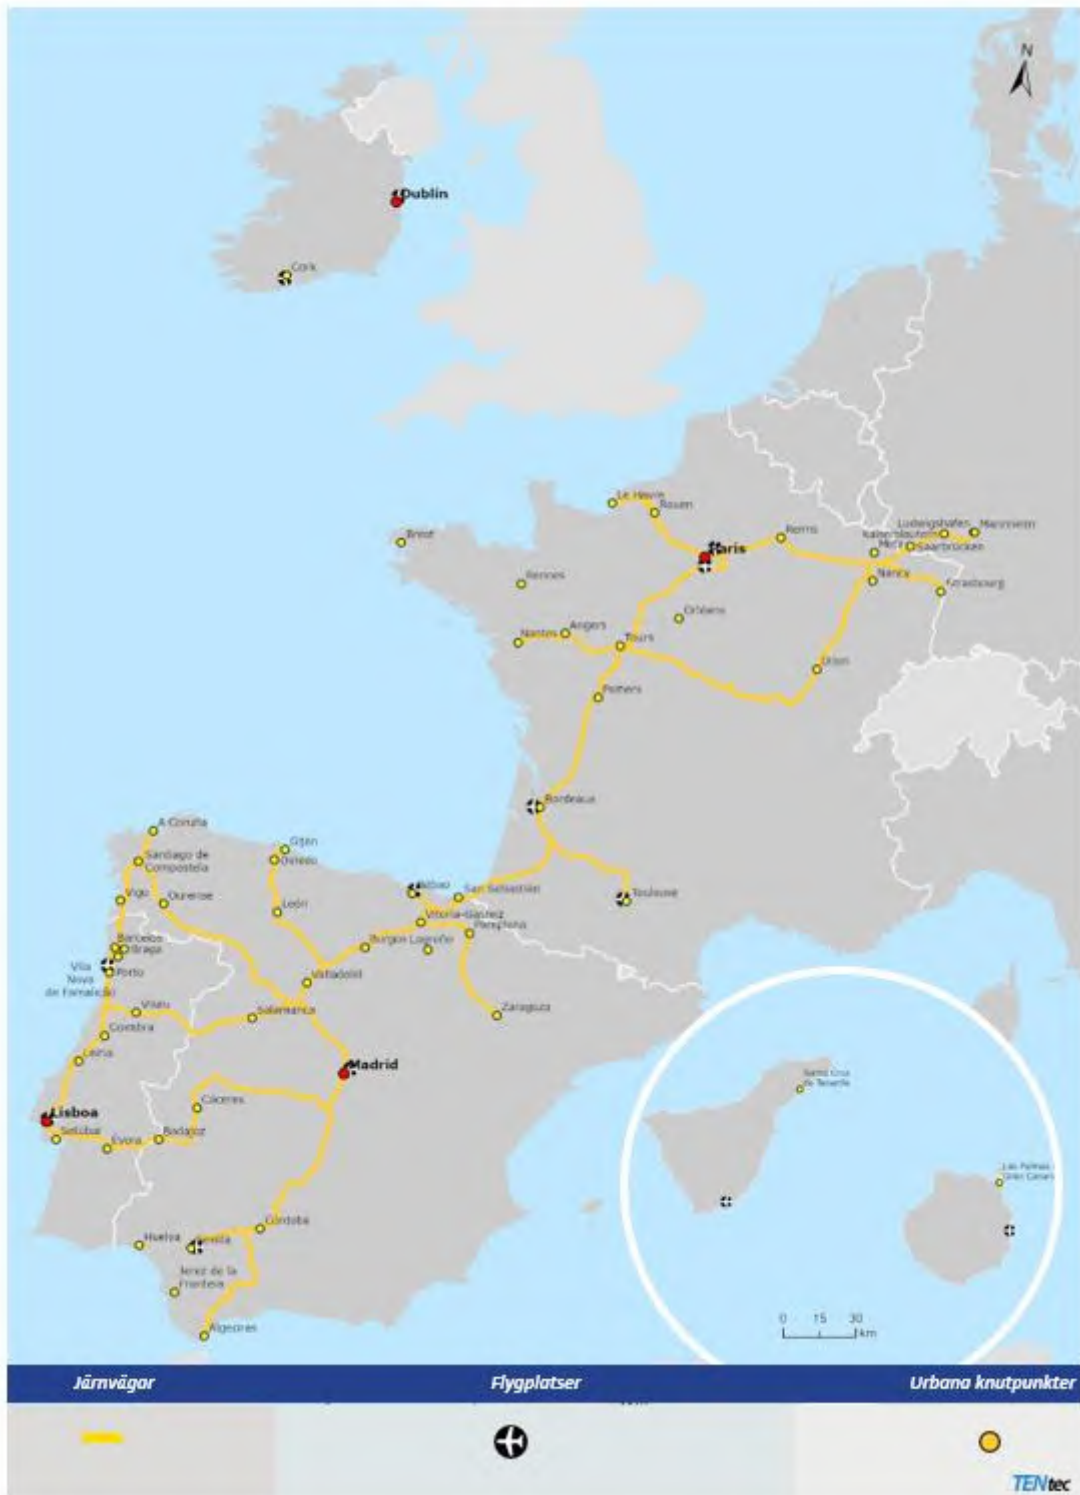 N
Dublin
Cork
Le Havre
Rouen
Reims
Ludwigshafen
Mannheim
Kaiserslautern
Metz
Saarbrücken
Brest
Paris
Nancy
Strasbourg
Rennes
Orléans
Nantes
Angers
Tours
Dijon
Poitiers
Bordeaux
A Coruña
Gijón
Santiago de
Compostela
Oviedo
Bilbao
San Sebastián
Toulouse
Vigo
Ourense
León
Vitoria-Gasteiz
Pamplona
Burgos
Logroño
Barcelos
Braga
Vila
Nova
de Famalicão
Porto
Valladolid
Viseu
Salamanca
Zaragoza
Coimbra
Leiria
Madrid
Santa Cruz
de Tenerife
Cáceres
Lisboa
Setúbal
Évora
Badajoz
Las Palmas
Gran Canari
Córdoba
Huelva
Sevilla
Jerez de la
Frontera
Algeciras
0 15 30
km
Järnvägar
Flygplatser
Urbana knutpunkter
TENtec